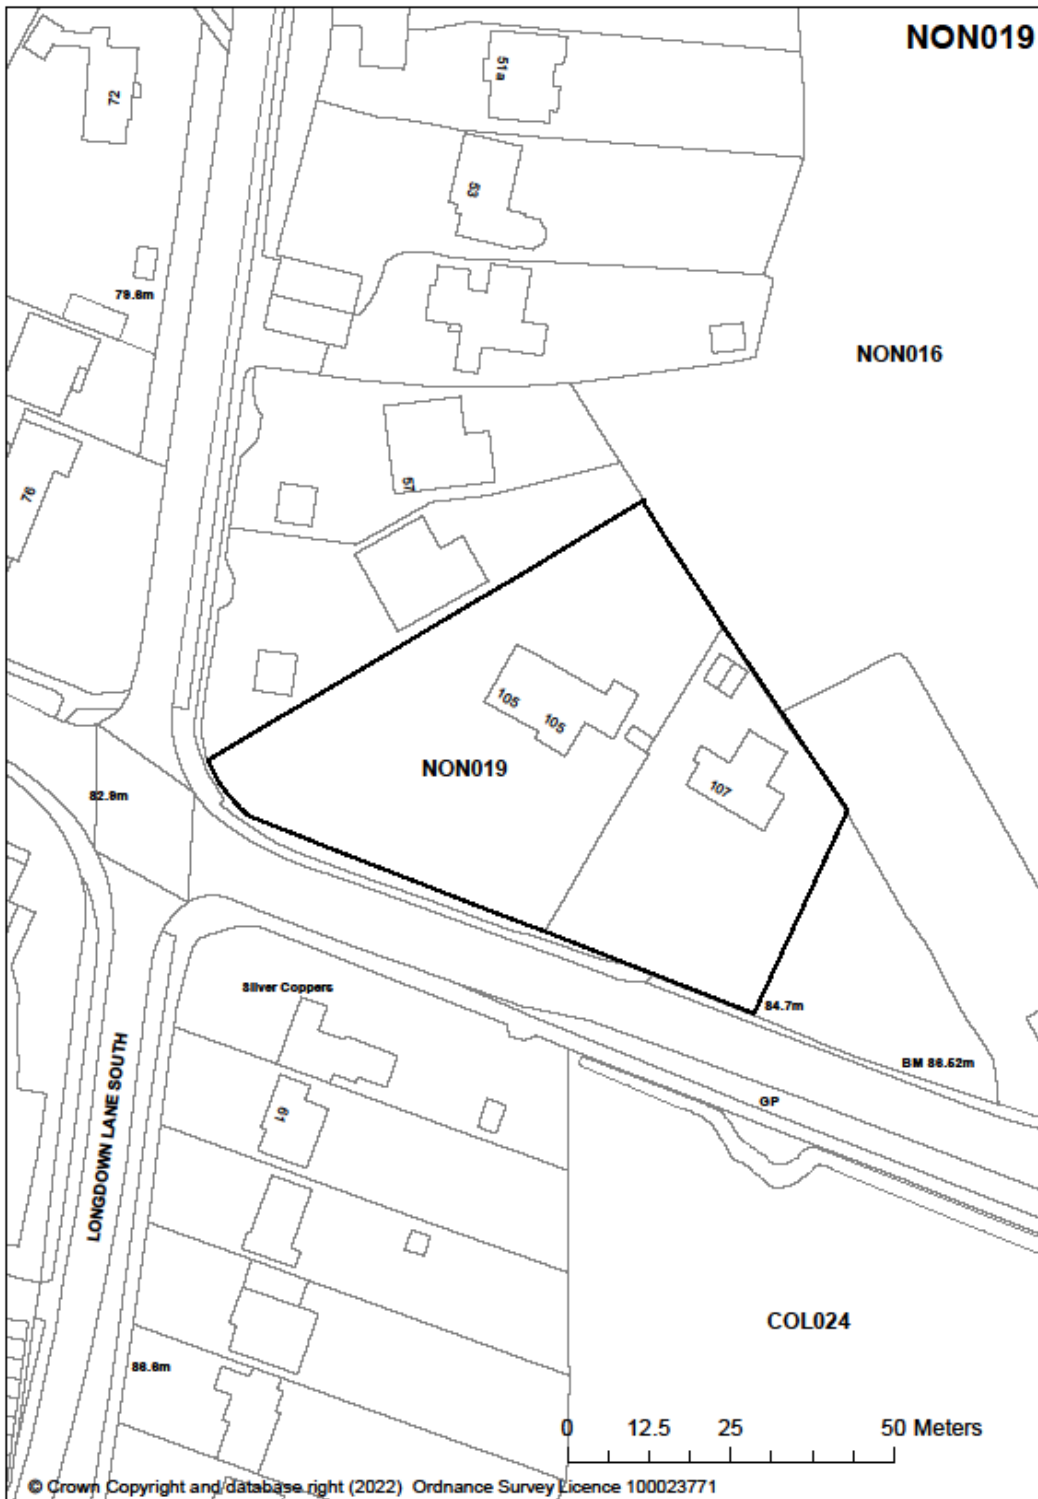 NON019
72
51a
53
79.6m
NON016
57
76
105
105
NON019
107
82.9m
84.7m
Silver Coppers
BM 86.52m
GP
LONGDOWN LANE SOUTH
61
COL024
88.6m
0 12.5 25 50 Meters
© Crown Copyright and database right (2022) Ordnance Survey Licence 100023771